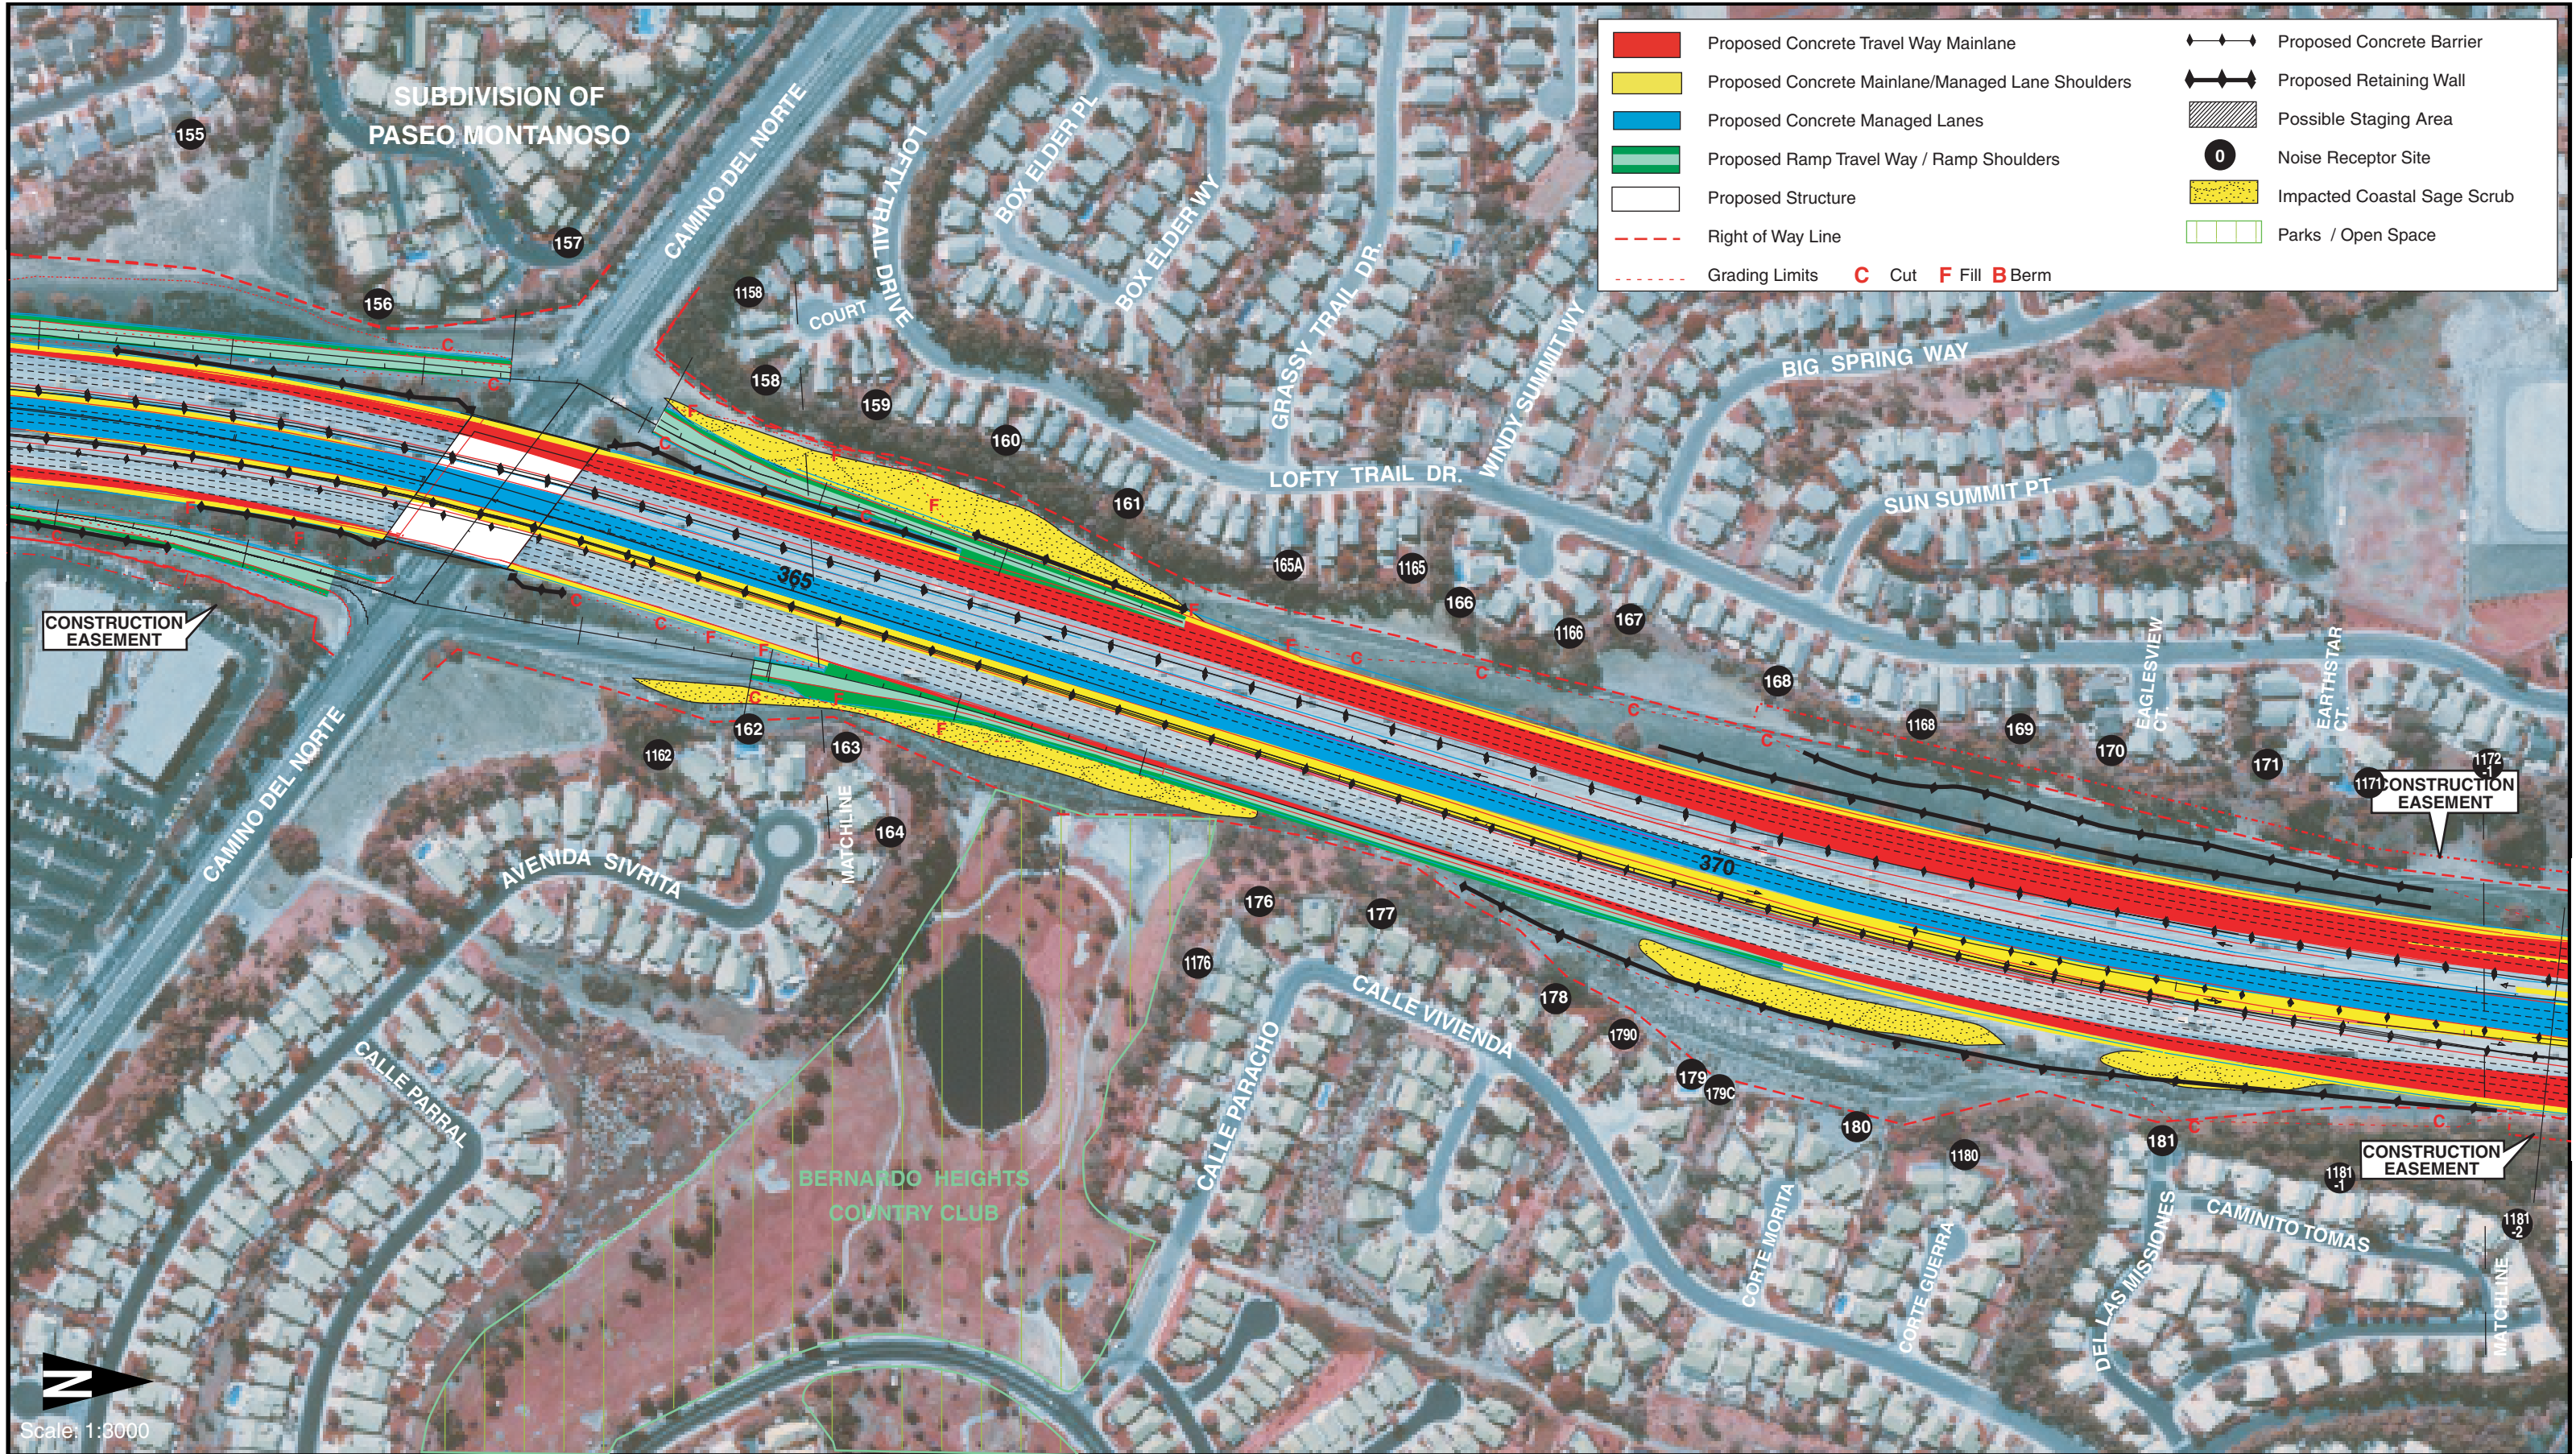 Proposed Concrete Travel Way Mainlane
Proposed Concrete Mainlane/Managed Lane Shoulders
Proposed Concrete Managed Lanes
Proposed Ramp Travel Way / Ramp Shoulders
Proposed Structure
Right of Way Line
Grading Limits C Cut F Fill B Berm
Proposed Concrete Barrier
Proposed Retaining Wall
Possible Staging Area
0 Noise Receptor Site
Impacted Coastal Sage Scrub
Parks / Open Space
SUBDIVISION OF
PASEO MONTANOSO
155
157
156
CAMINO DEL NORTE
LOFTY TRAIL DRIVE
BOX ELDER PL
BOX ELDER WY
GRASSY TRAIL DR.
WINDY SUMMIT WY
BIG SPRING WAY
SUN SUMMIT PT.
LOFTY TRAIL DR.
COURT
1158
158
159
160
161
165A
1165
166
1166
167
168
1168
169
170
171
1171
1172
-1
EAGLESVIEW
CT.
EARTHSTAR
CT.
CONSTRUCTION
EASEMENT
C
C
F
C
F
F
C
F
F
C
C
C
C
F
F
C
C
C
F
F
C
F
F
365
370
CONSTRUCTION
EASEMENT
CAMINO DEL NORTE
1162
162
163
164
MATCHLINE
AVENIDA SIVRITA
CALLE PARRAL
BERNARDO HEIGHTS
COUNTRY CLUB
176
177
1176
178
1790
179
179C
180
1180
181
1181
-1
1181
-2
C
C
CALLE PARACHO
CALLE VIVIENDA
CORTE MORITA
CORTE GUERRA
DEL LAS MISSIONES
CAMINITO TOMAS
CONSTRUCTION
EASEMENT
MATCHLINE
N
Scale: 1:3000